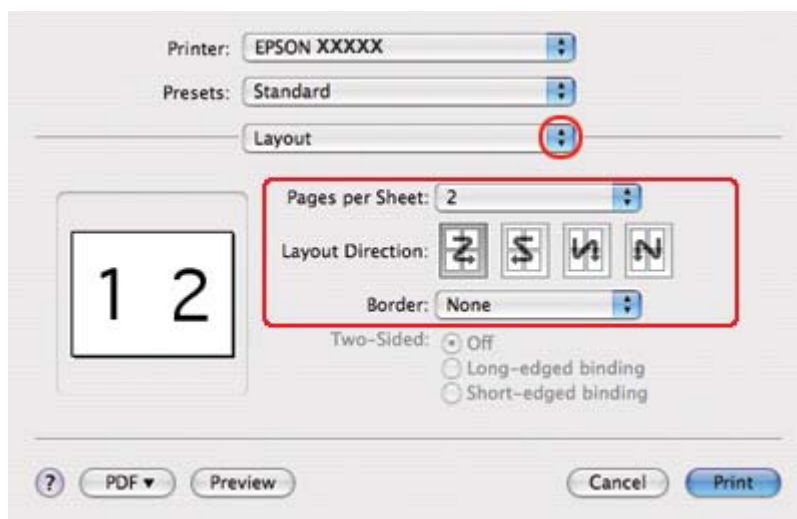 Printer: EPSON XXXXX
Presets: Standard
Layout
Pages per Sheet: 2
Layout Direction:
1 2
Border: None
Two-Sided: Off
Long-edged binding
Short-edged binding
? PDF ▼ Preview Cancel Print